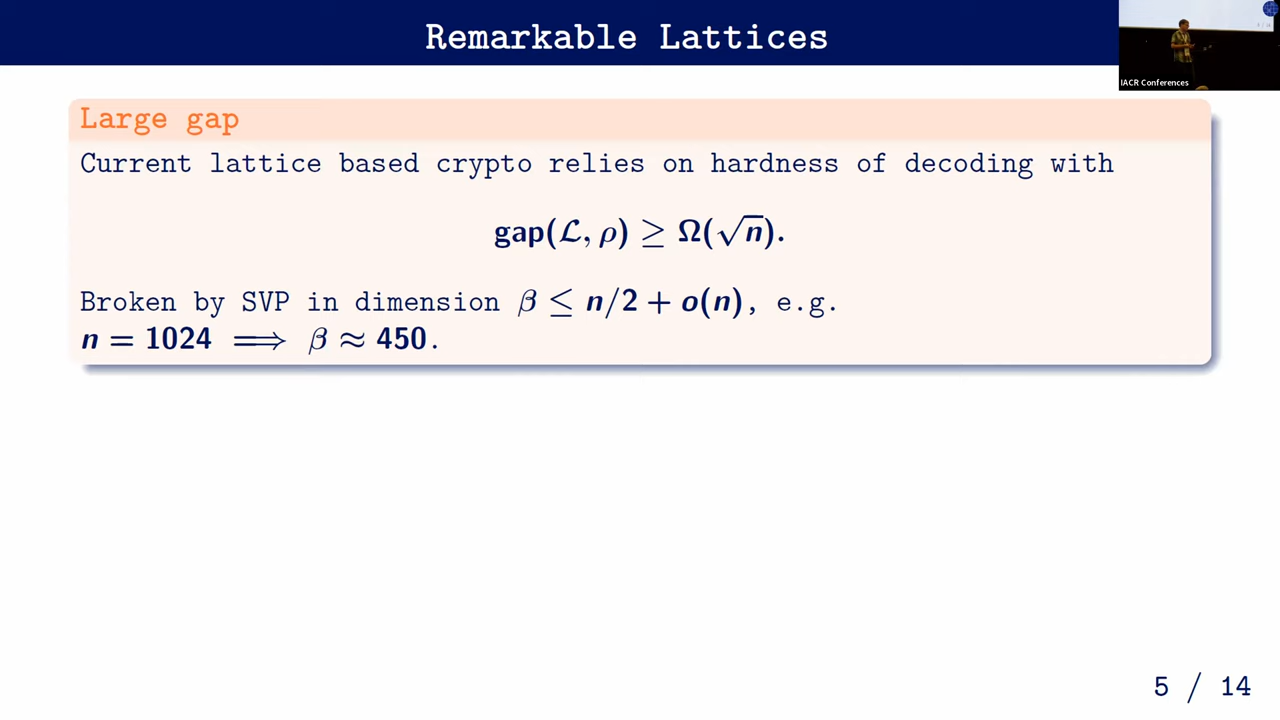 Remarkable Lattices
IACR Conferences
Large gap
Current lattice based crypto relies on hardness of decoding with
gap(ℒ, ρ) ≥ Ω(√n).
Broken by SVP in dimension β ≤ n/2 + o(n), e.g.
n = 1024 ⟹ β ≈ 450.
5 / 14